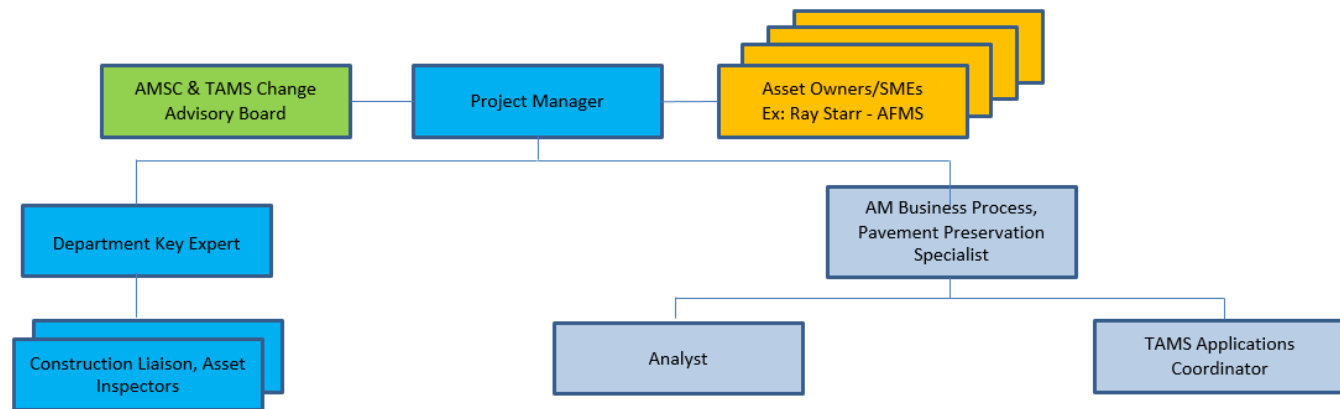 AMSC & TAMS Change
Advisory Board
Project Manager
Asset Owners/SMEs
Ex: Ray Starr - AFMS
Department Key Expert
AM Business Process,
Pavement Preservation
Specialist
Construction Liaison, Asset
Inspectors
Analyst
TAMS Applications
Coordinator